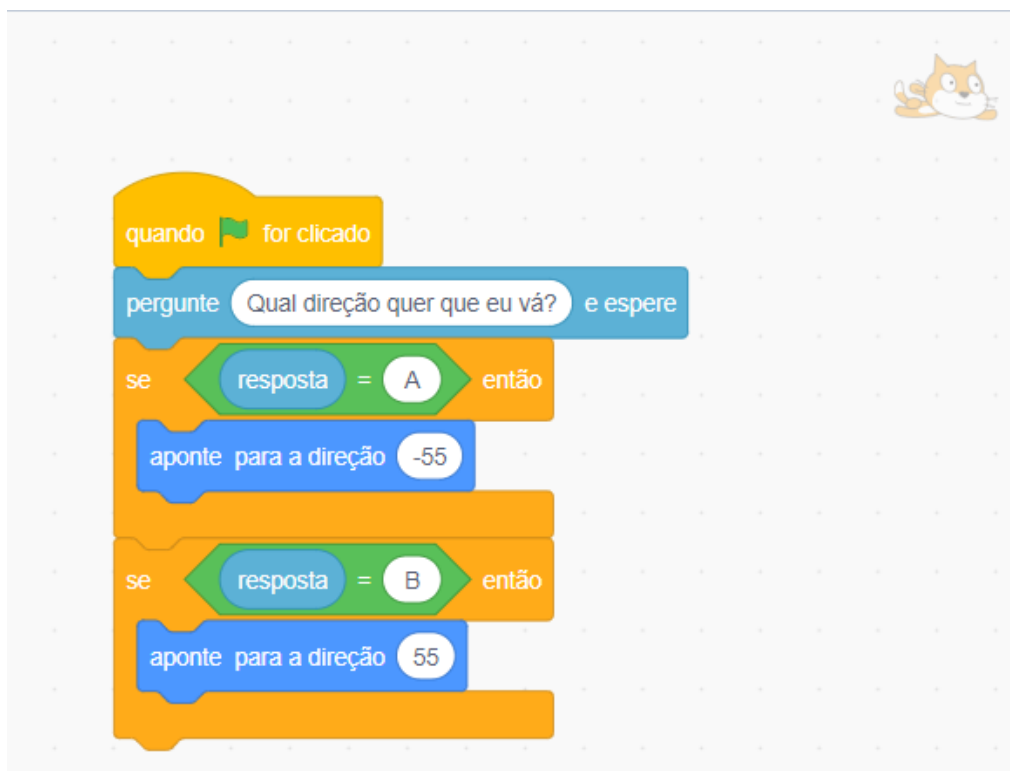 quando for clicado
pergunte Qual direção quer que eu vá? e espere
se resposta = A então
aponte para a direção -55
se resposta = B então
aponte para a direção 55